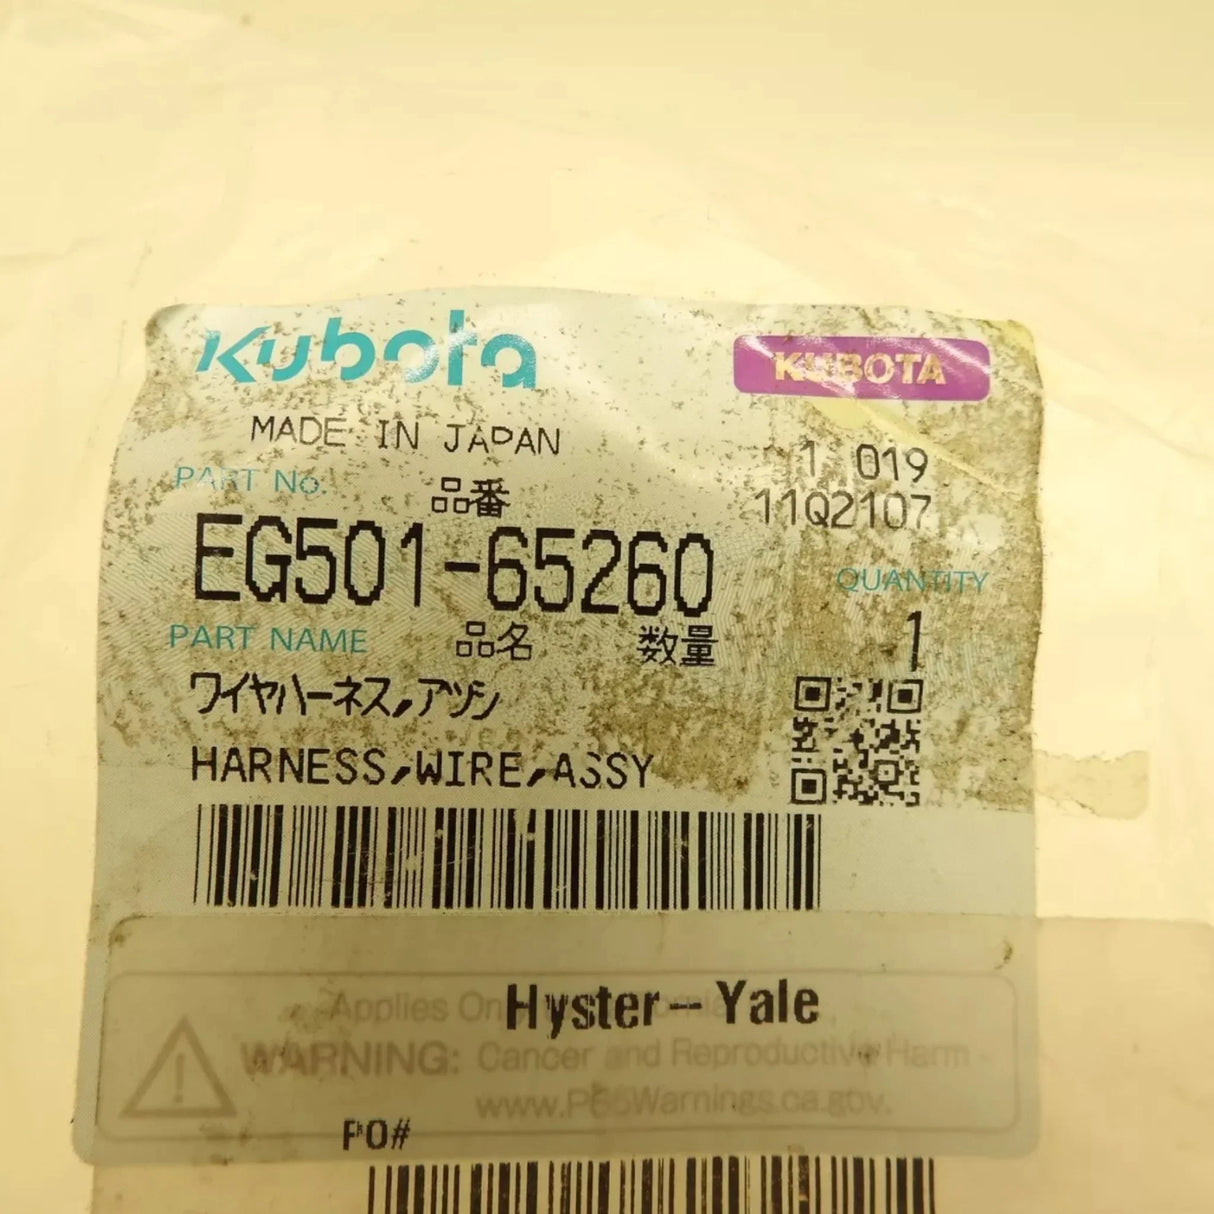 Kubota
KUBOTA
MADE IN JAPAN
1 019
PART No.
品番
11Q2107
EG501-65260
QUANTITY
PART NAME
品名
数量
1
ワイヤハーネス,アツシ
HARNESS,WIRE,ASSY
Hyster-Yale
Applies
WARNING: Cancer and Reproductive Harm -
www.P65Warnings.ca.gov.
PO#